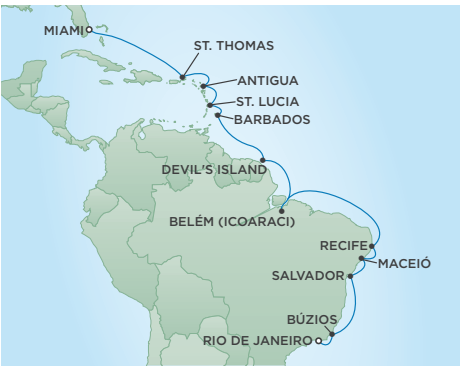 MIAMI
ST. THOMAS
ANTIGUA
ST. LUCIA
BARBADOS
DEVIL'S ISLAND
BELÉM (ICOARACI)
RECIFE
MACEIÓ
SALVADOR
BÚZIOS
RIO DE JANEIRO